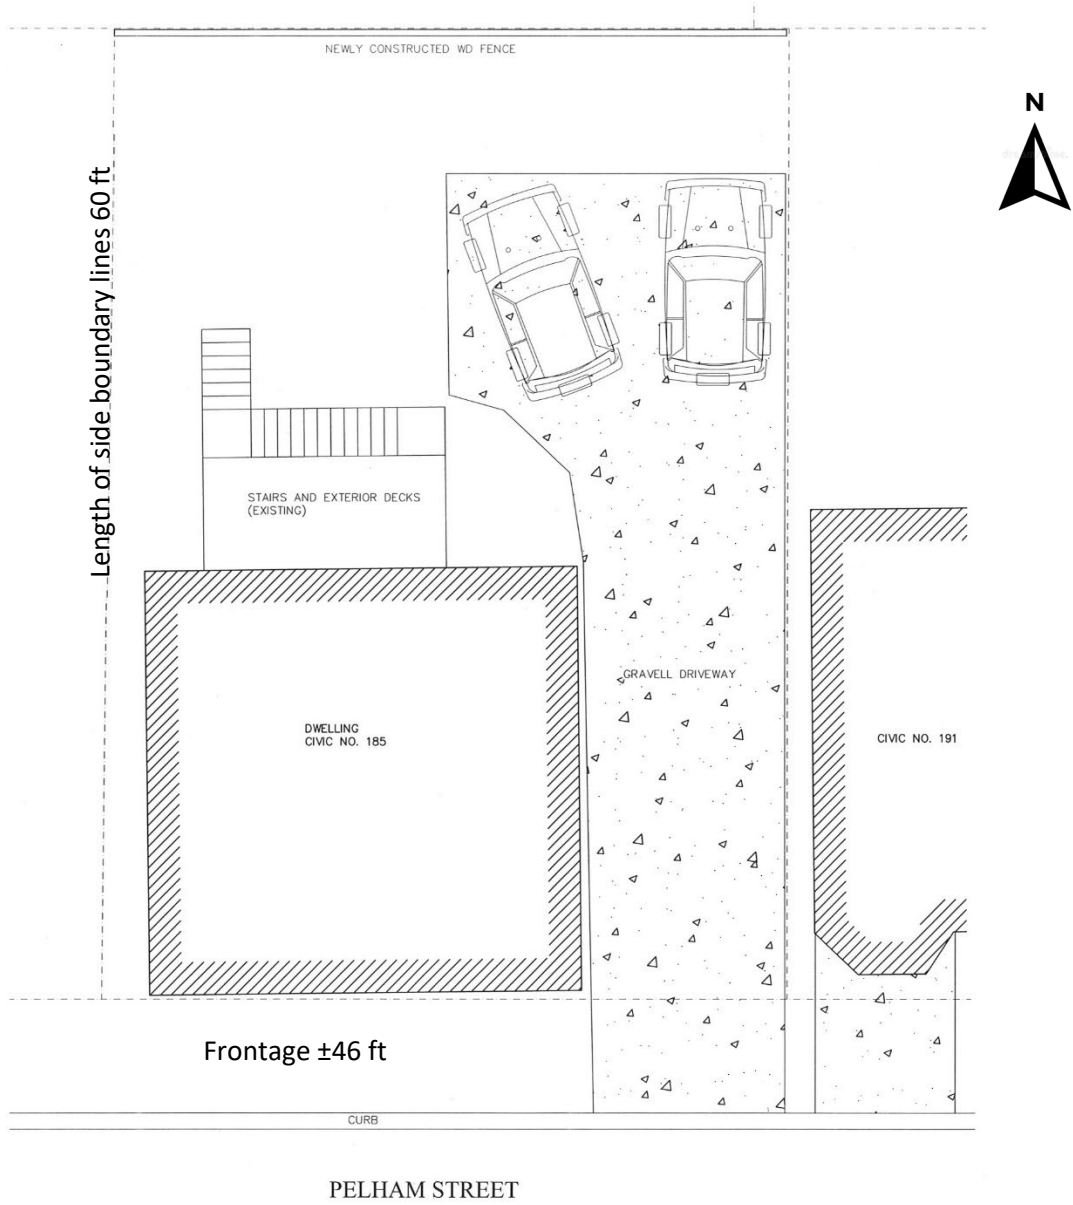 NEWLY CONSTRUCTED WD FENCE
N
Length of side boundary lines 60 ft
STAIRS AND EXTERIOR DECKS
(EXISTING)
GRAVELL DRIVEWAY
DWELLING
CIVIC NO. 185
CIVIC NO. 191
Frontage ±46 ft
CURB
PELHAM STREET